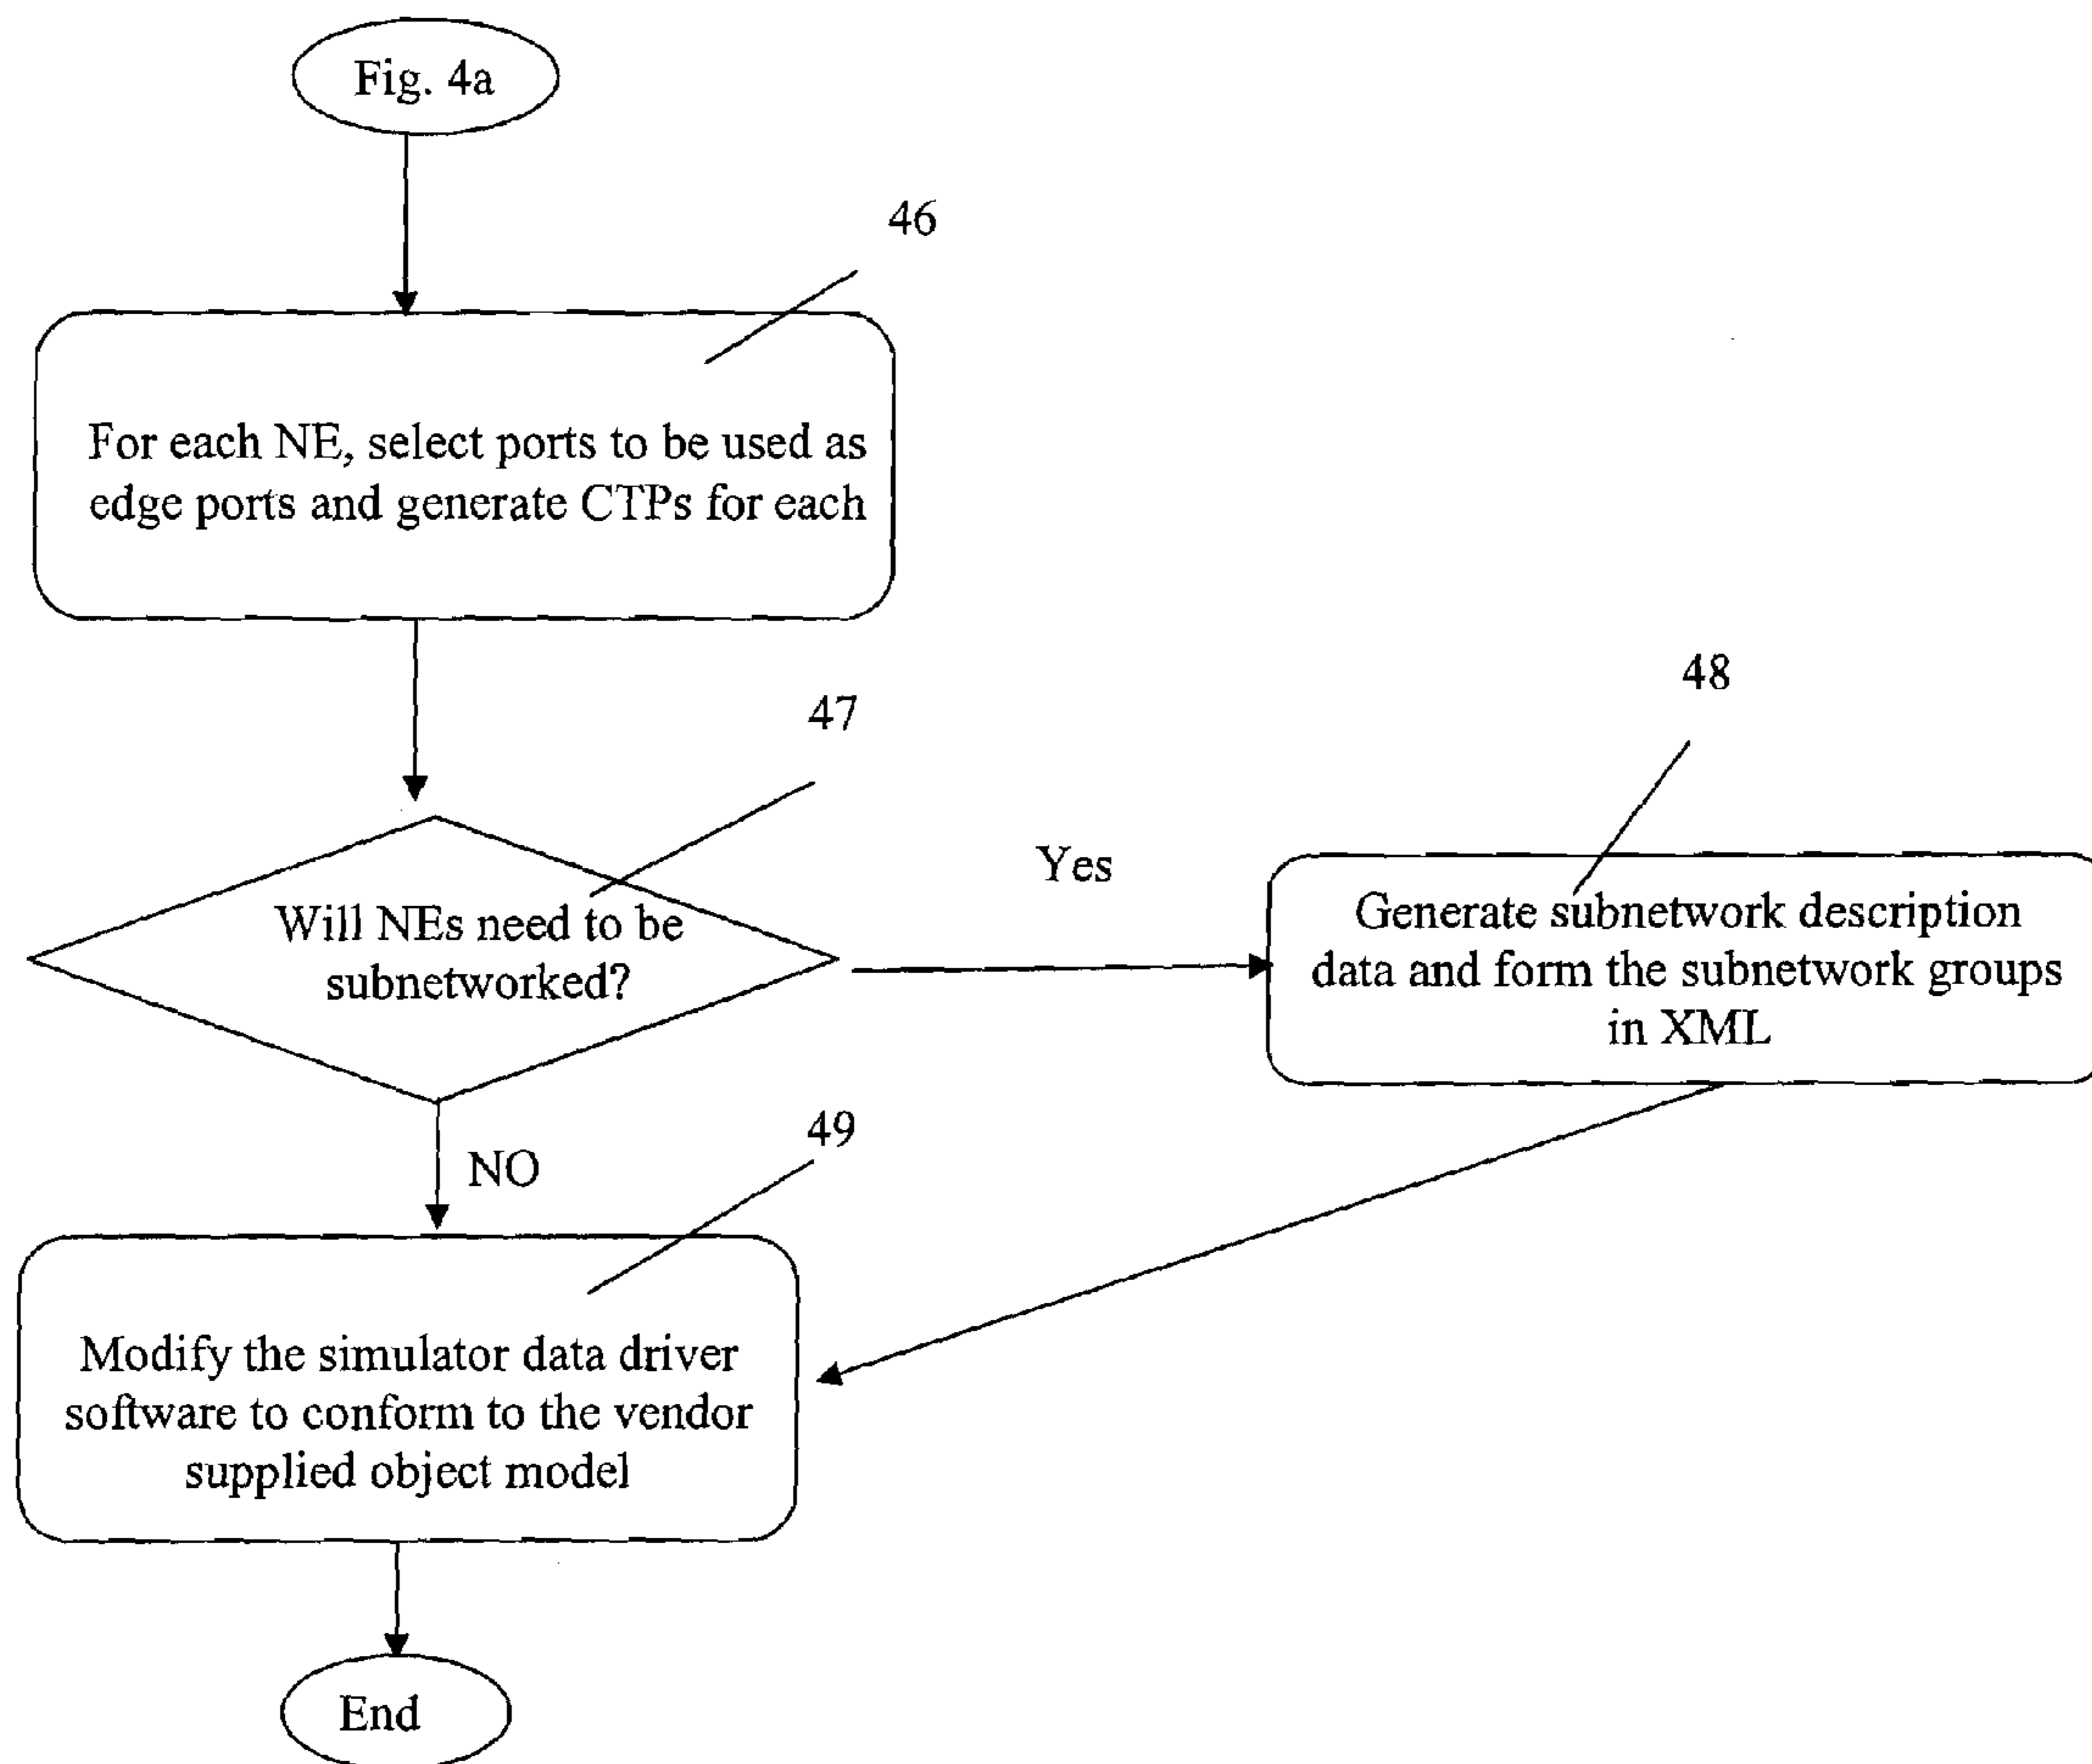 Fig. 4a
46
For each NE, select ports to be used as
edge ports and generate CTPs for each
47
Will NEs need to be
subnetworked?
Yes
48
Generate subnetwork description
data and form the subnetwork groups
in XML
NO
49
Modify the simulator data driver
software to conform to the vendor
supplied object model
End